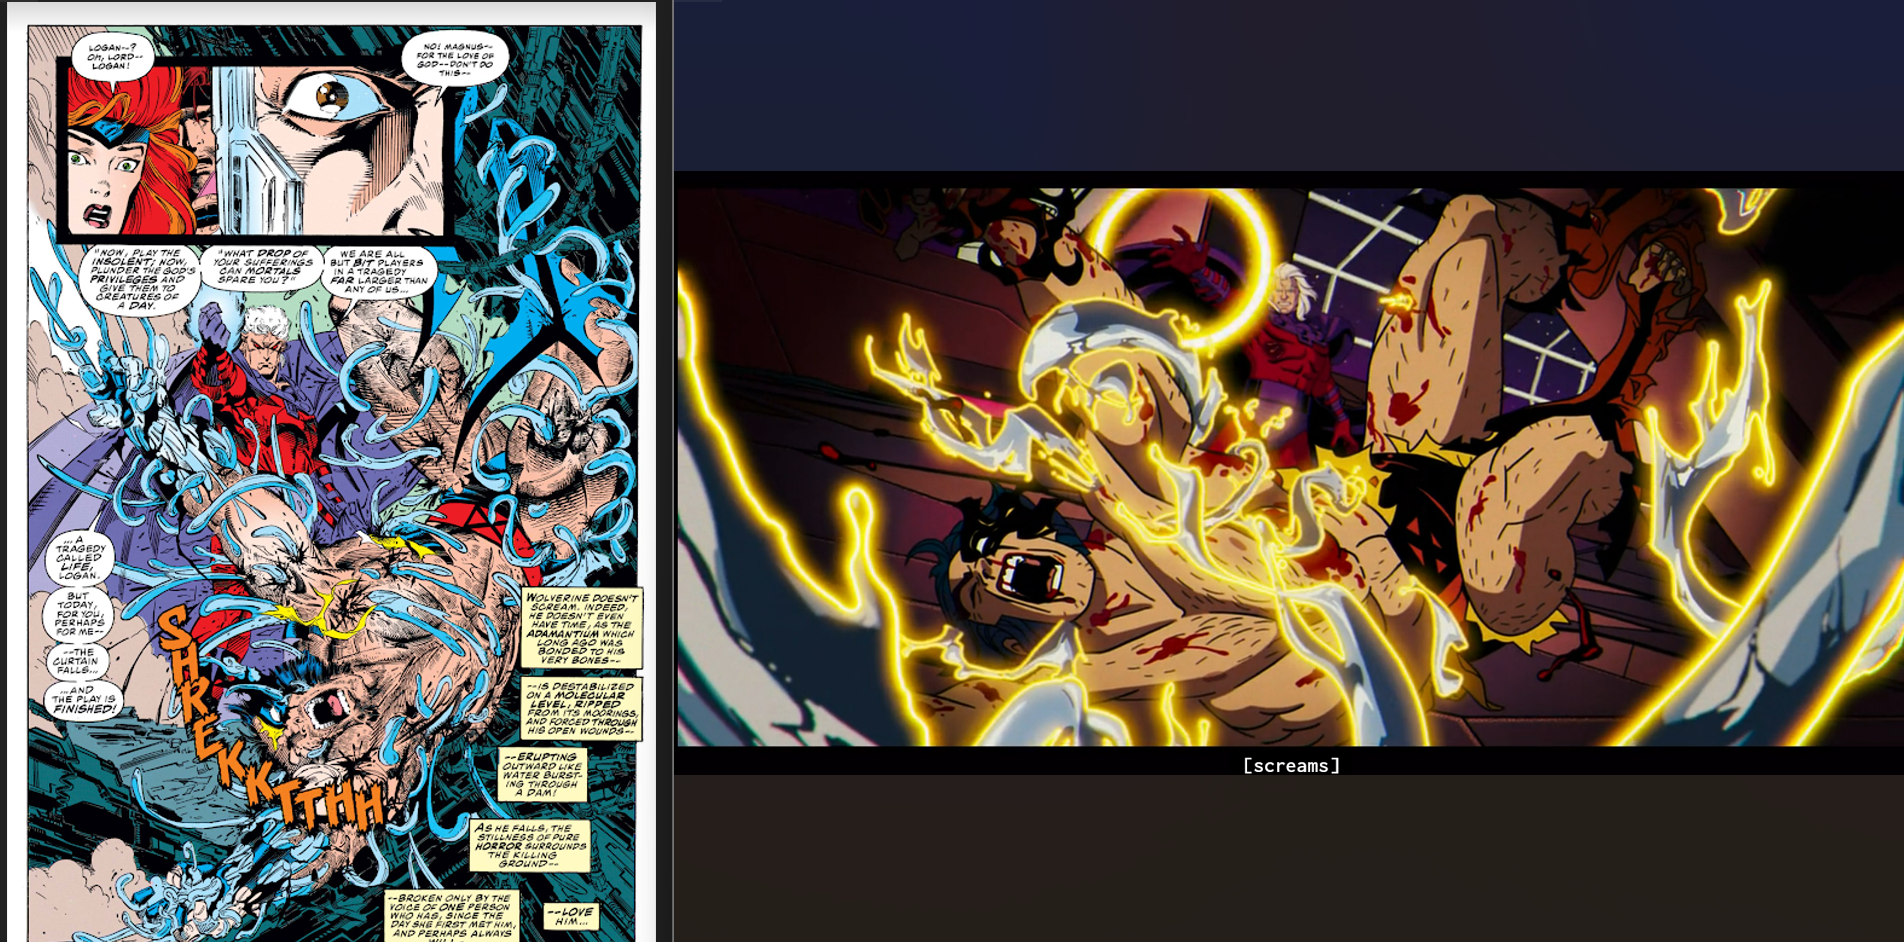 LOGAN--?
OH, LORD--
LOGAN!
NO! MAGNUS--
FOR THE LOVE OF
GOD--DON'T DO
THIS--
"NOW, PLAY THE
INSOLENT; NOW,
PLUNDER THE GOD'S
PRIVILEGES AND
GIVE THEM TO
CREATURES OF
A DAY.
"WHAT DROP OF
YOUR SUFFERINGS
CAN MORTALS
SPARE YOU?"
WE ARE ALL
BUT BIT PLAYERS
IN A TRAGEDY
FAR LARGER THAN
ANY OF US...
...A
TRAGEDY
CALLED
LIFE,
LOGAN.
BUT
TODAY,
FOR YOU,
PERHAPS
FOR ME--
--THE
CURTAIN
FALLS...
...AND
THE PLAY IS
FINISHED!
SHREKKTTHH
WOLVERINE DOESN'T
SCREAM. INDEED,
HE DOESN'T EVEN
HAVE TIME, AS THE
ADAMANTIUM WHICH
LONG AGO WAS
BONDED TO HIS
VERY BONES--
--IS DESTABILIZED
ON A MOLECULAR
LEVEL, RIPPED
FROM ITS MOORINGS,
AND FORCED THROUGH
HIS OPEN WOUNDS--
--ERUPTING
OUTWARD LIKE
WATER BURST-
ING THROUGH
A DAM!
AS HE FALLS, THE
STILLNESS OF PURE
HORROR SURROUNDS
THE KILLING
GROUND--
--BROKEN ONLY BY THE
VOICE OF ONE PERSON
WHO HAS, SINCE THE
DAY SHE FIRST MET HIM,
AND PERHAPS ALWAYS
WILL--
--LOVE
HIM...
[screams]